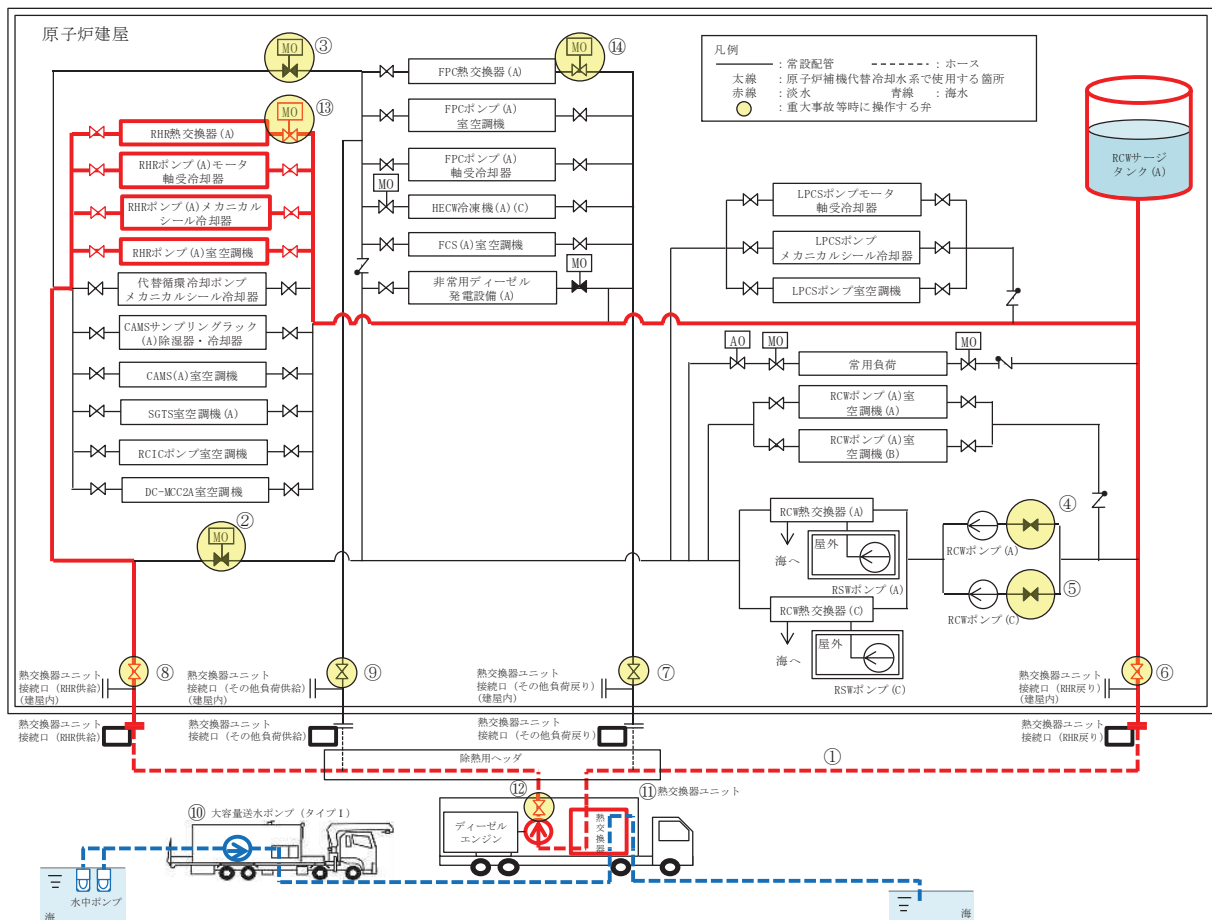 原子炉建屋
③
MO
⑭
MO
⑬
MO
凡例
：常設配管
：ホース
太線
：原子炉補機代替冷却水系で使用する箇所
赤線
：淡水
青線
：海水
：重大事故等時に操作する弁
RCWサージ
タンク(A)
RHR熱交換器(A)
RHRポンプ(A)モータ
軸受冷却器
RHRポンプ(A)メカニカル
シール冷却器
RHRポンプ(A)室空調機
代替循環冷却ポンプ
メカニカルシール冷却器
CAMSサンプリングラック
(A)除湿器・冷却器
CAMS(A)室空調機
SGTS室空調機(A)
RCICポンプ室空調機
DC-MCC2A室空調機
FPC熱交換器(A)
FPCポンプ(A)
室空調機
FPCポンプ(A)
軸受冷却器
MO
HECW冷凍機(A)(C)
FCS(A)室空調機
非常用ディーゼル
発電設備(A)
MO
LPCSポンプモータ
軸受冷却器
LPCSポンプ
メカニカルシール冷却器
LPCSポンプ室空調機
AO
MO
常用負荷
MO
RCWポンプ(A)室
空調機(A)
RCWポンプ(A)室
空調機(B)
②
MO
RCW熱交換器(A)
屋外
海へ
RSWポンプ(A)
RCW熱交換器(C)
屋外
海へ
RSWポンプ(C)
④
RCWポンプ(A)
⑤
RCWポンプ(C)
⑧
熱交換器ユニット
接続口（RHR供給）
(建屋内)
⑨
熱交換器ユニット
接続口（その他負荷供給）
(建屋内)
⑦
熱交換器ユニット
接続口（その他負荷戻り）
(建屋内)
⑥
熱交換器ユニット
接続口（RHR戻り）
(建屋内)
熱交換器ユニット
接続口（RHR供給）
熱交換器ユニット
接続口（その他負荷供給）
熱交換器ユニット
接続口（その他負荷戻り）
熱交換器ユニット
接続口（RHR戻り）
除熱用ヘッダ
①
⑫
⑪熱交換器ユニット
ディーゼル
エンジン
熱交換器
⑩ 大容量送水ポンプ（タイプⅠ）
水中ポンプ
海
海